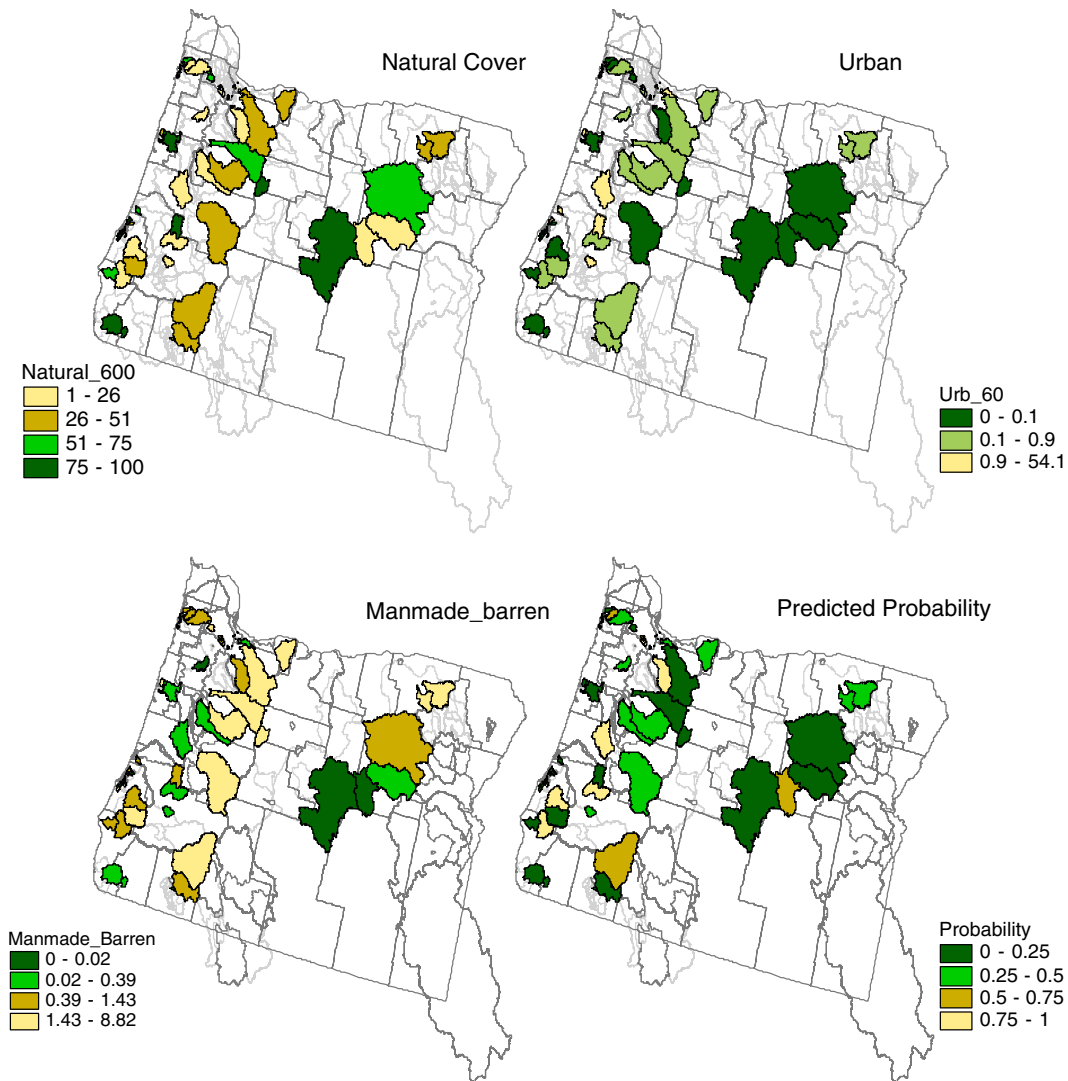 Natural Cover
Urban
Natural_600
1 - 26
26 - 51
51 - 75
75 - 100
Urb_60
0 - 0.1
0.1 - 0.9
0.9 - 54.1
Manmade_barren
Predicted Probability
Manmade_Barren
0 - 0.02
0.02 - 0.39
0.39 - 1.43
1.43 - 8.82
Probability
0 - 0.25
0.25 - 0.5
0.5 - 0.75
0.75 - 1